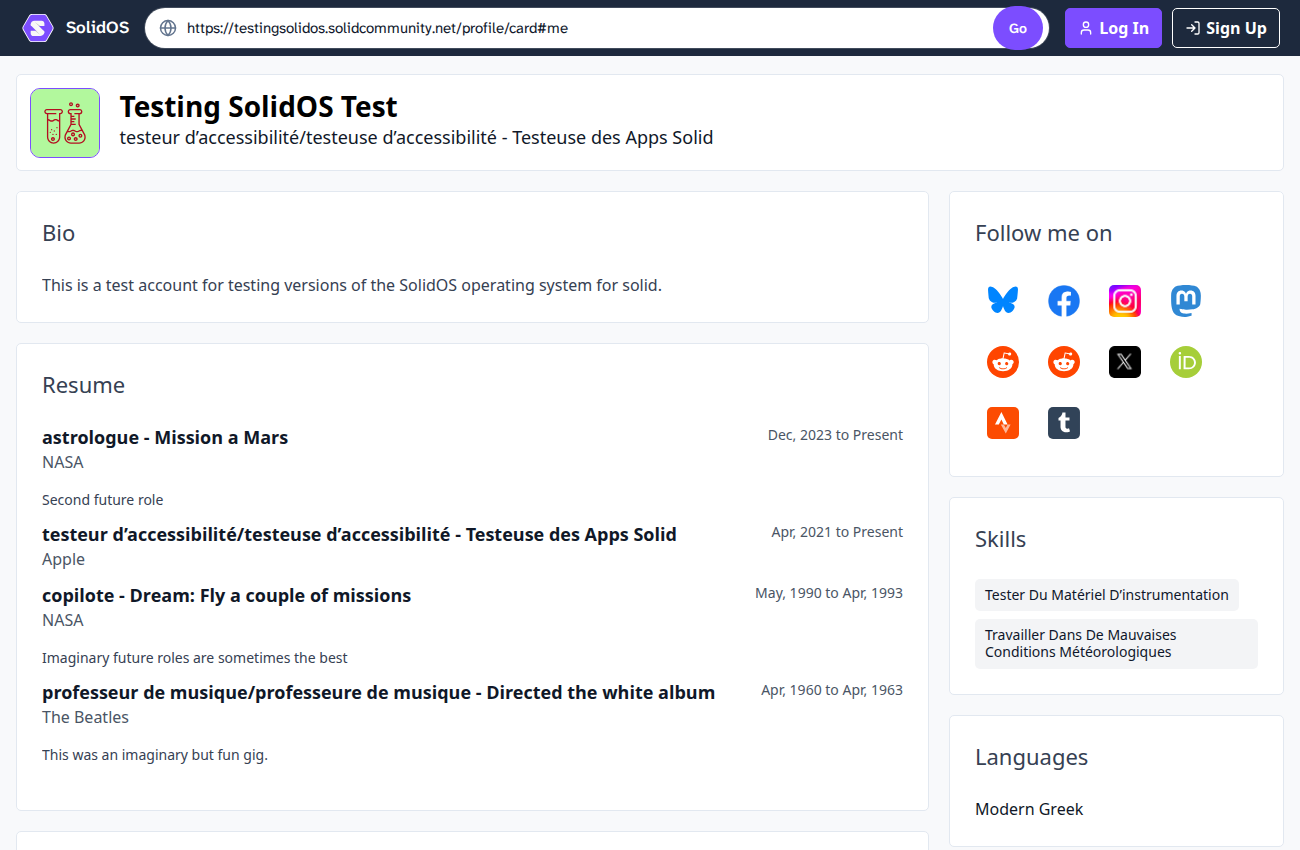 SolidOS
https://testingsolidos.solidcommunity.net/profile/card#me
Go
Log In
Sign Up
Testing SolidOS Test
testeur d’accessibilité/testeuse d’accessibilité - Testeuse des Apps Solid
Bio
This is a test account for testing versions of the SolidOS operating system for solid.
Resume
astrologue - Mission a Mars
Dec, 2023 to Present
NASA
Second future role
testeur d’accessibilité/testeuse d’accessibilité - Testeuse des Apps Solid
Apr, 2021 to Present
Apple
copilote - Dream: Fly a couple of missions
May, 1990 to Apr, 1993
NASA
Imaginary future roles are sometimes the best
professeur de musique/professeure de musique - Directed the white album
Apr, 1960 to Apr, 1963
The Beatles
This was an imaginary but fun gig.
Follow me on
Skills
Tester Du Matériel D’instrumentation
Travailler Dans De Mauvaises
Conditions Météorologiques
Languages
Modern Greek